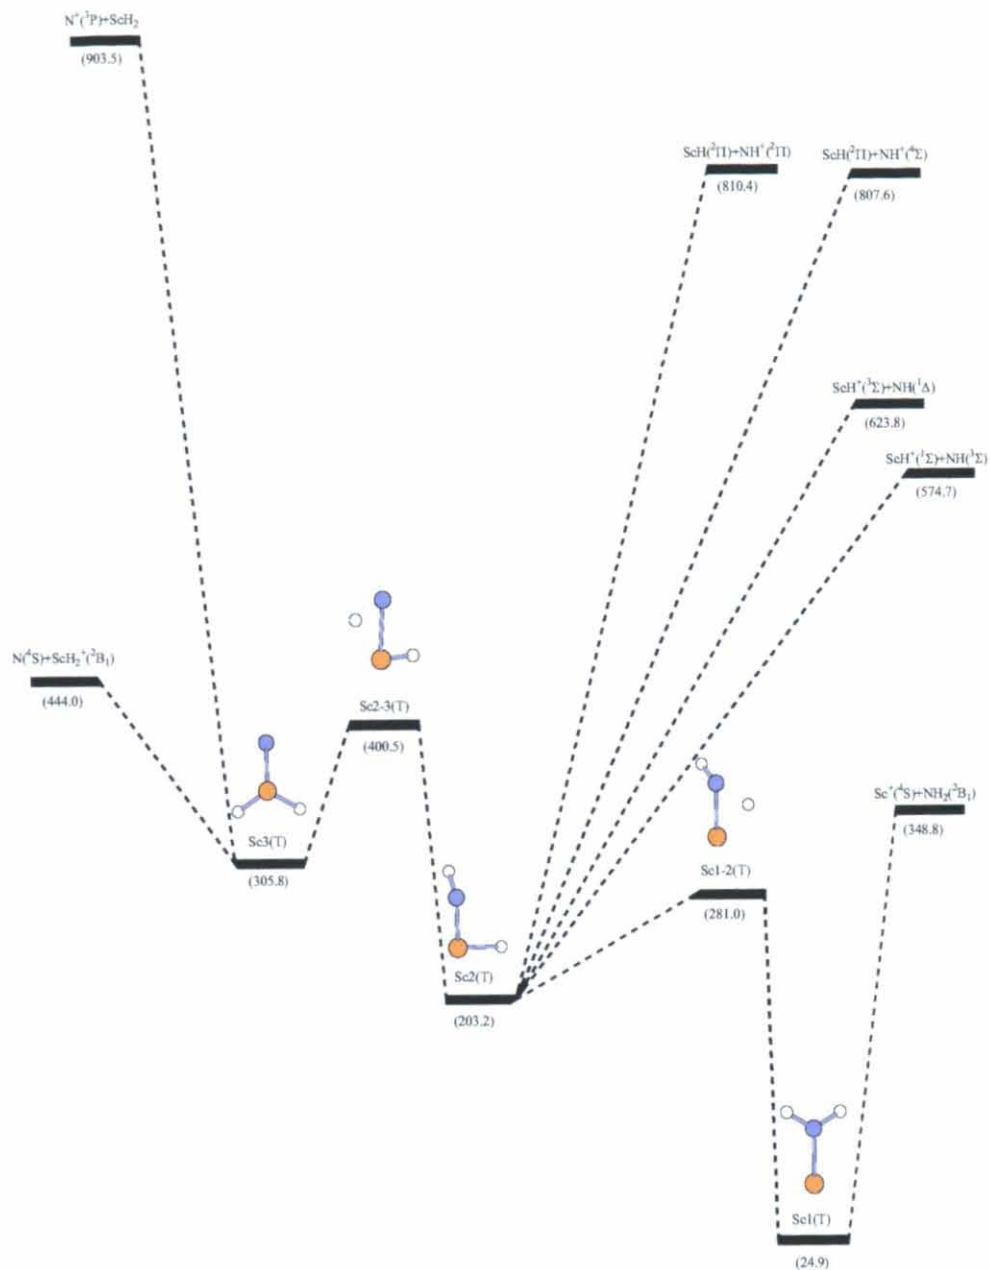 N⁺(³P)+ScH₂
(903.5)
ScH(²Π)+NH⁺(²Π)
(810.4)
ScH(²Π)+NH⁺(⁴Σ)
(807.6)
ScH⁺(³Σ)+NH(¹Δ)
(623.8)
ScH⁺(¹Σ)+NH(³Σ)
(574.7)
N(⁴S)+ScH₂⁺(²B₁)
(444.0)
Sc2-3(T)
(400.5)
Sc3(T)
(305.8)
Sc⁺(⁴S)+NH₂(²B₁)
(348.8)
Sc1-2(T)
(281.0)
Sc2(T)
(203.2)
Sc1(T)
(24.9)